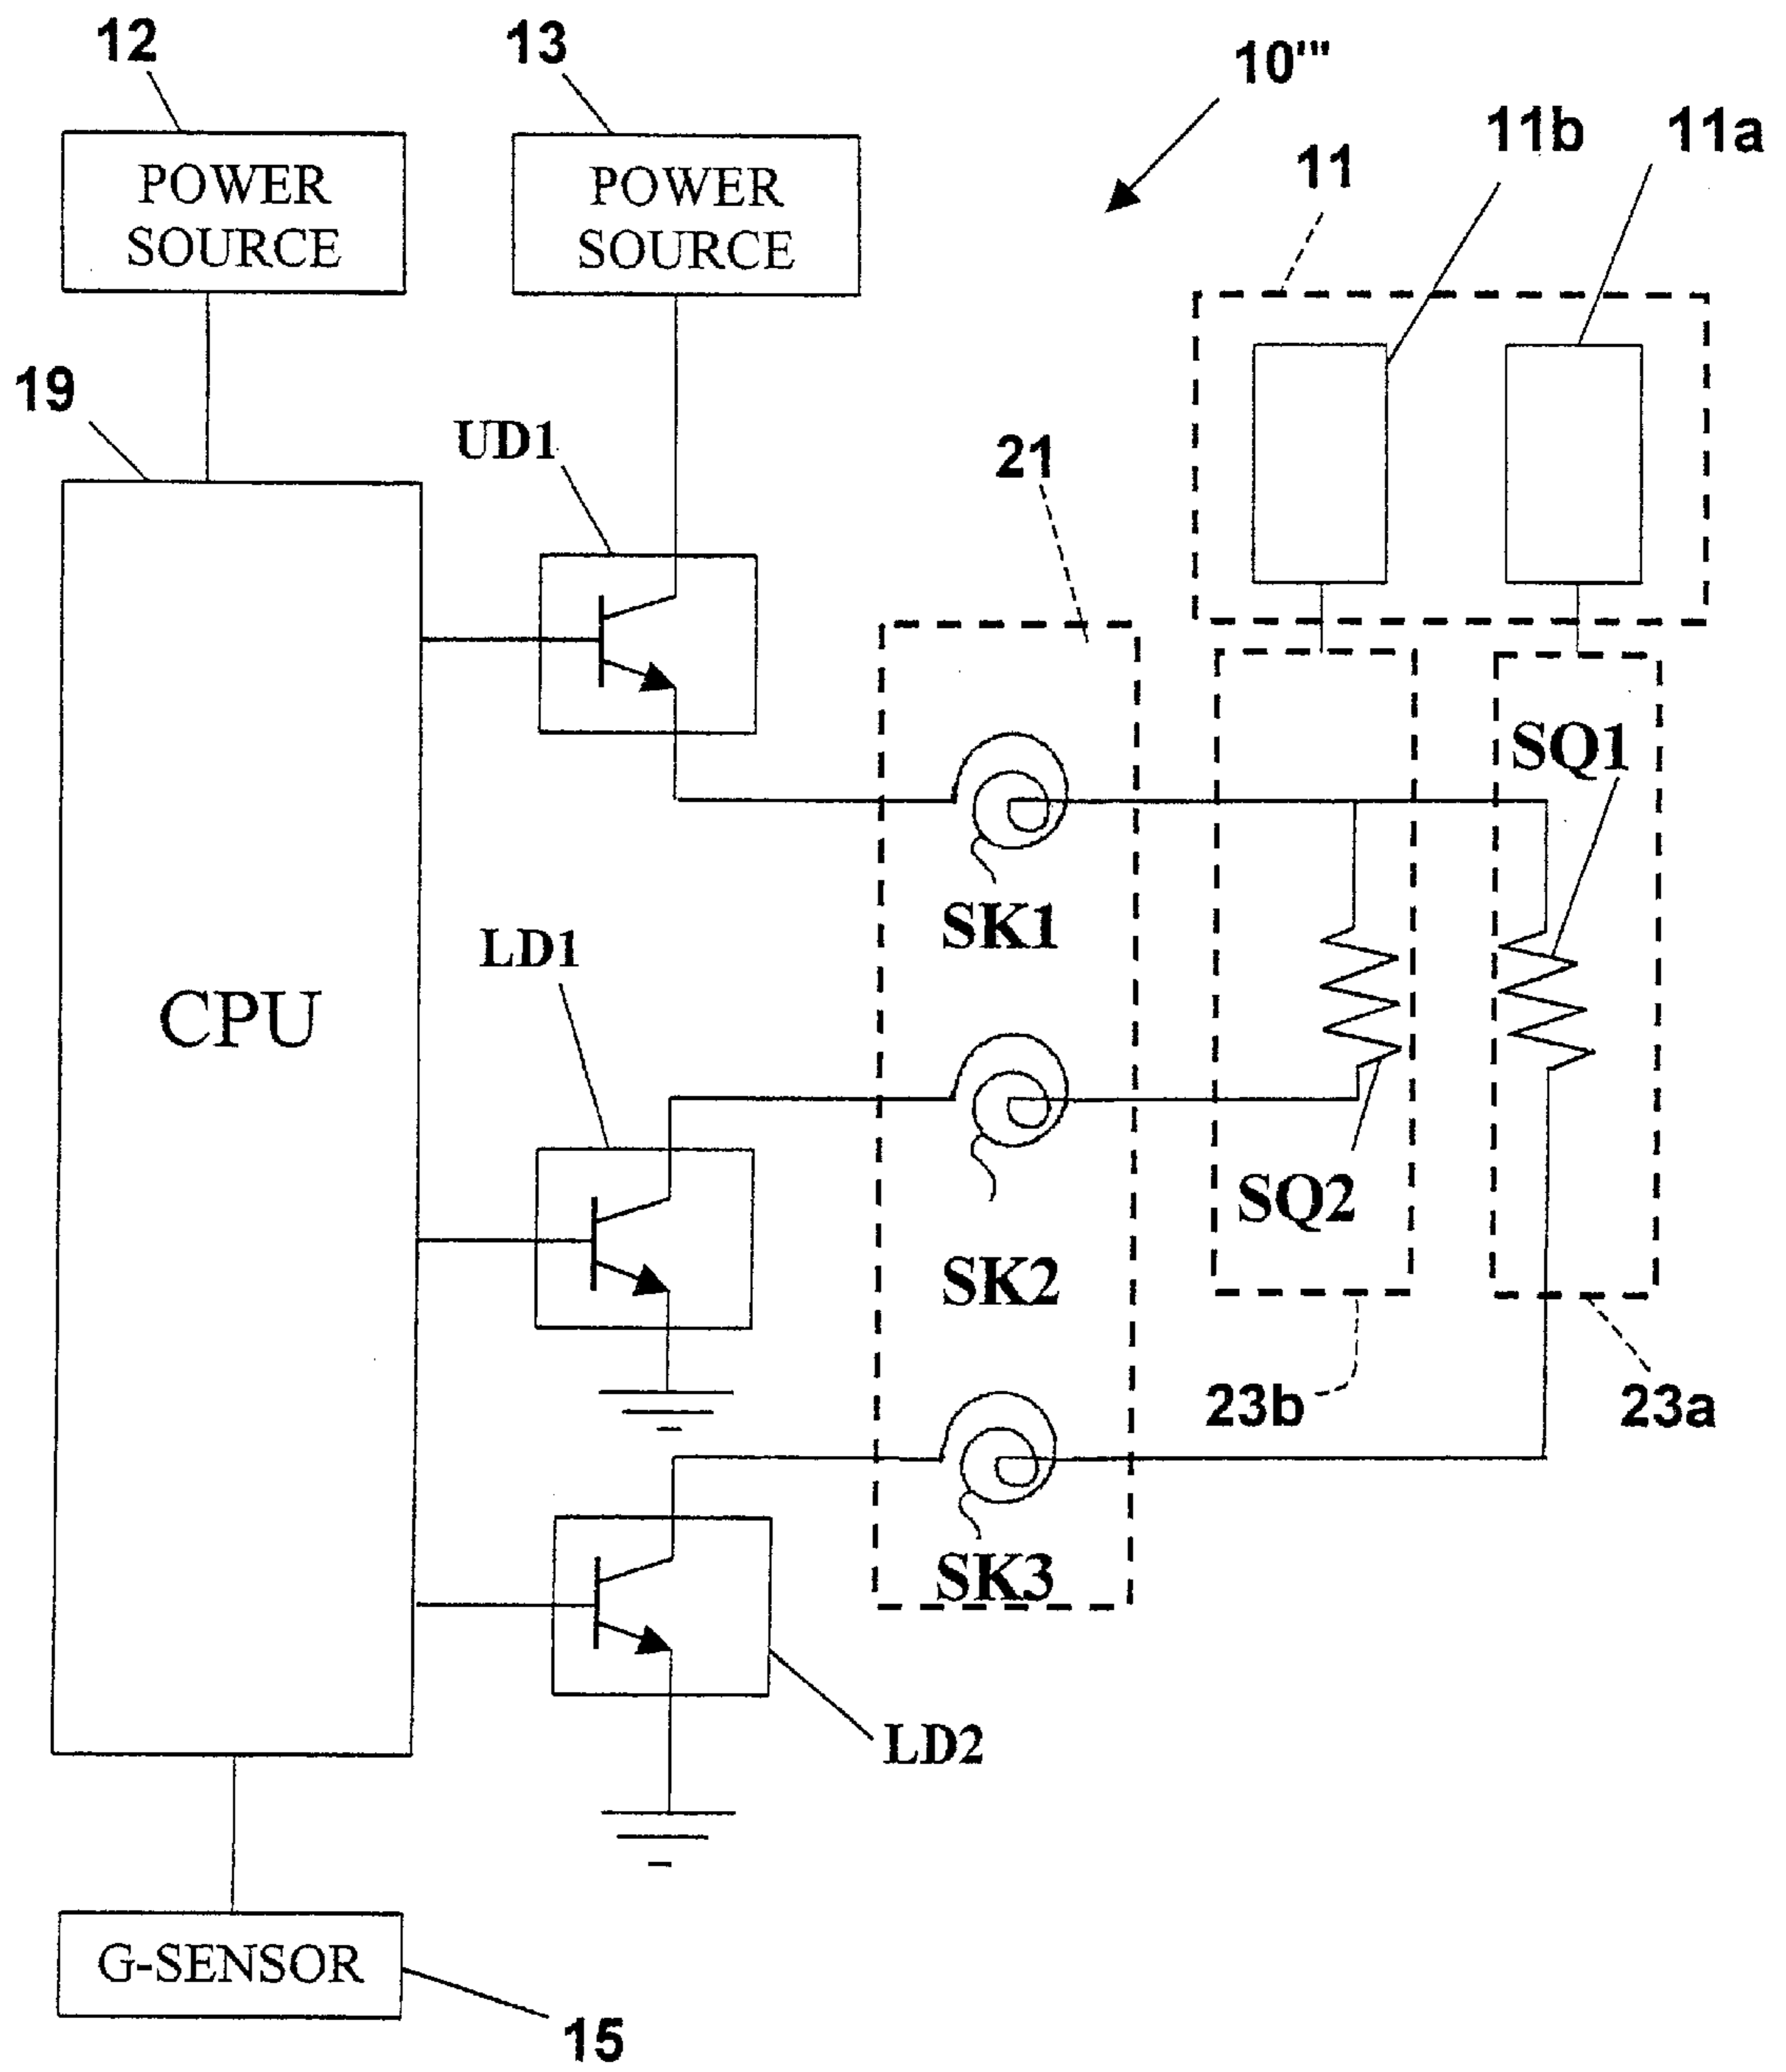 12
13
10'''
11b
11a
11
POWER
SOURCE
POWER
SOURCE
19
UD1
21
SQ1
SK1
LD1
CPU
SQ2
SK2
23b
23a
SK3
LD2
G-SENSOR
15